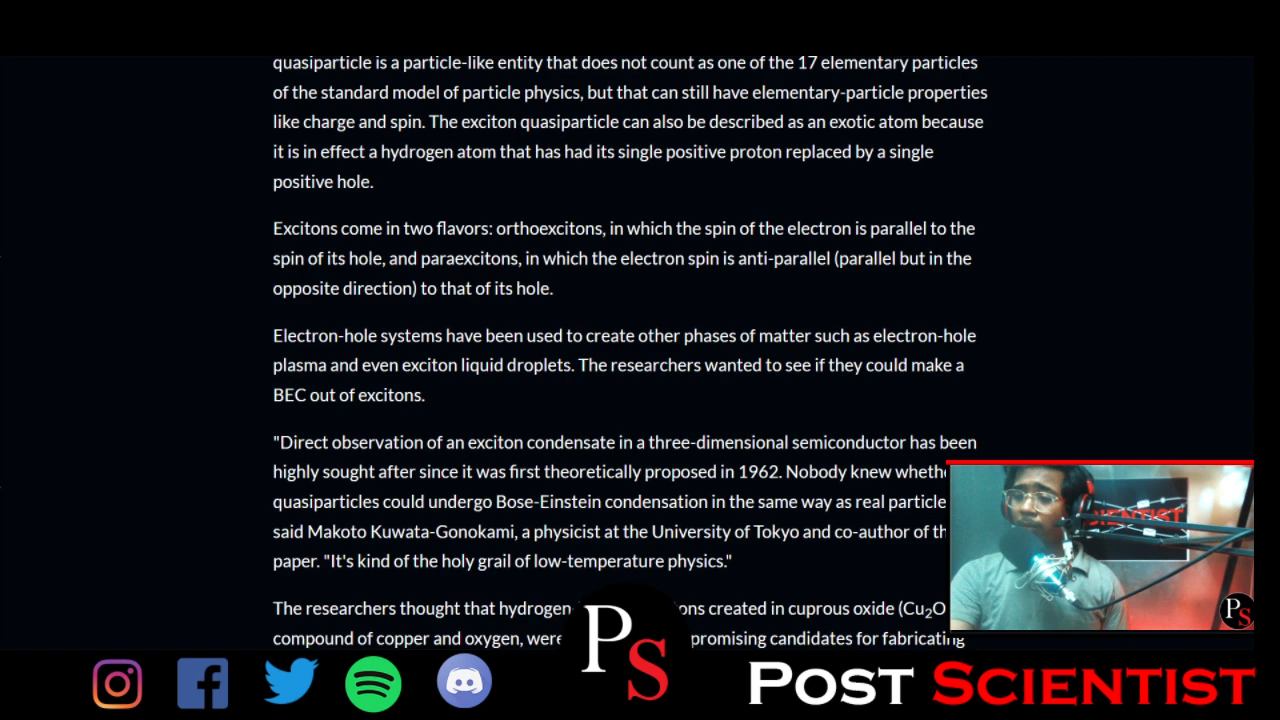 quasiparticle is a particle-like entity that does not count as one of the 17 elementary particles
of the standard model of particle physics, but that can still have elementary-particle properties
like charge and spin. The exciton quasiparticle can also be described as an exotic atom because
it is in effect a hydrogen atom that has had its single positive proton replaced by a single
positive hole.
Excitons come in two flavors: orthoexcitons, in which the spin of the electron is parallel to the
spin of its hole, and paraexcitons, in which the electron spin is anti-parallel (parallel but in the
opposite direction) to that of its hole.
Electron-hole systems have been used to create other phases of matter such as electron-hole
plasma and even exciton liquid droplets. The researchers wanted to see if they could make a
BEC out of excitons.
"Direct observation of an exciton condensate in a three-dimensional semiconductor has been
highly sought after since it was first theoretically proposed in 1962. Nobody knew
quasiparticles could undergo Bose-Einstein condensation in the same way as real
said Makoto Kuwata-Gonokami, a physicist at the University of Tokyo and co-author of
paper. "It's kind of the holy grail of low-temperature physics."
The researchers thought that created in cuprous oxide (Cu₂O
compound of copper and oxygen, were promising candidates for fabricating
PS
PS
POST SCIENTIST